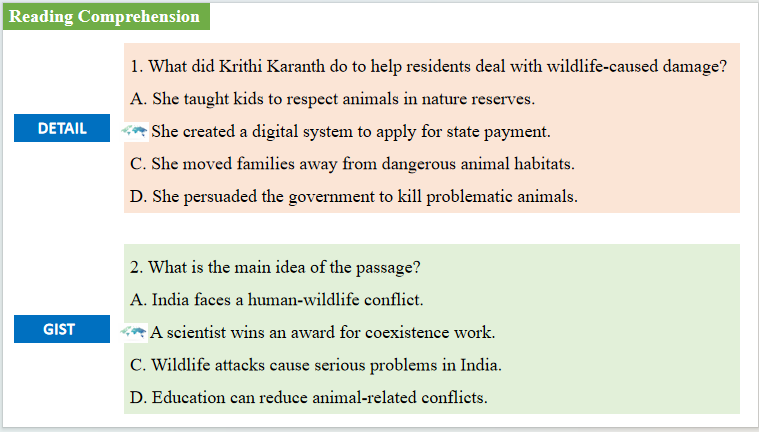 Reading Comprehension
1. What did Krithi Karanth do to help residents deal with wildlife-caused damage?
A. She taught kids to respect animals in nature reserves.
DETAIL
She created a digital system to apply for state payment.
C. She moved families away from dangerous animal habitats.
D. She persuaded the government to kill problematic animals.
2. What is the main idea of the passage?
A. India faces a human-wildlife conflict.
GIST
A scientist wins an award for coexistence work.
C. Wildlife attacks cause serious problems in India.
D. Education can reduce animal-related conflicts.